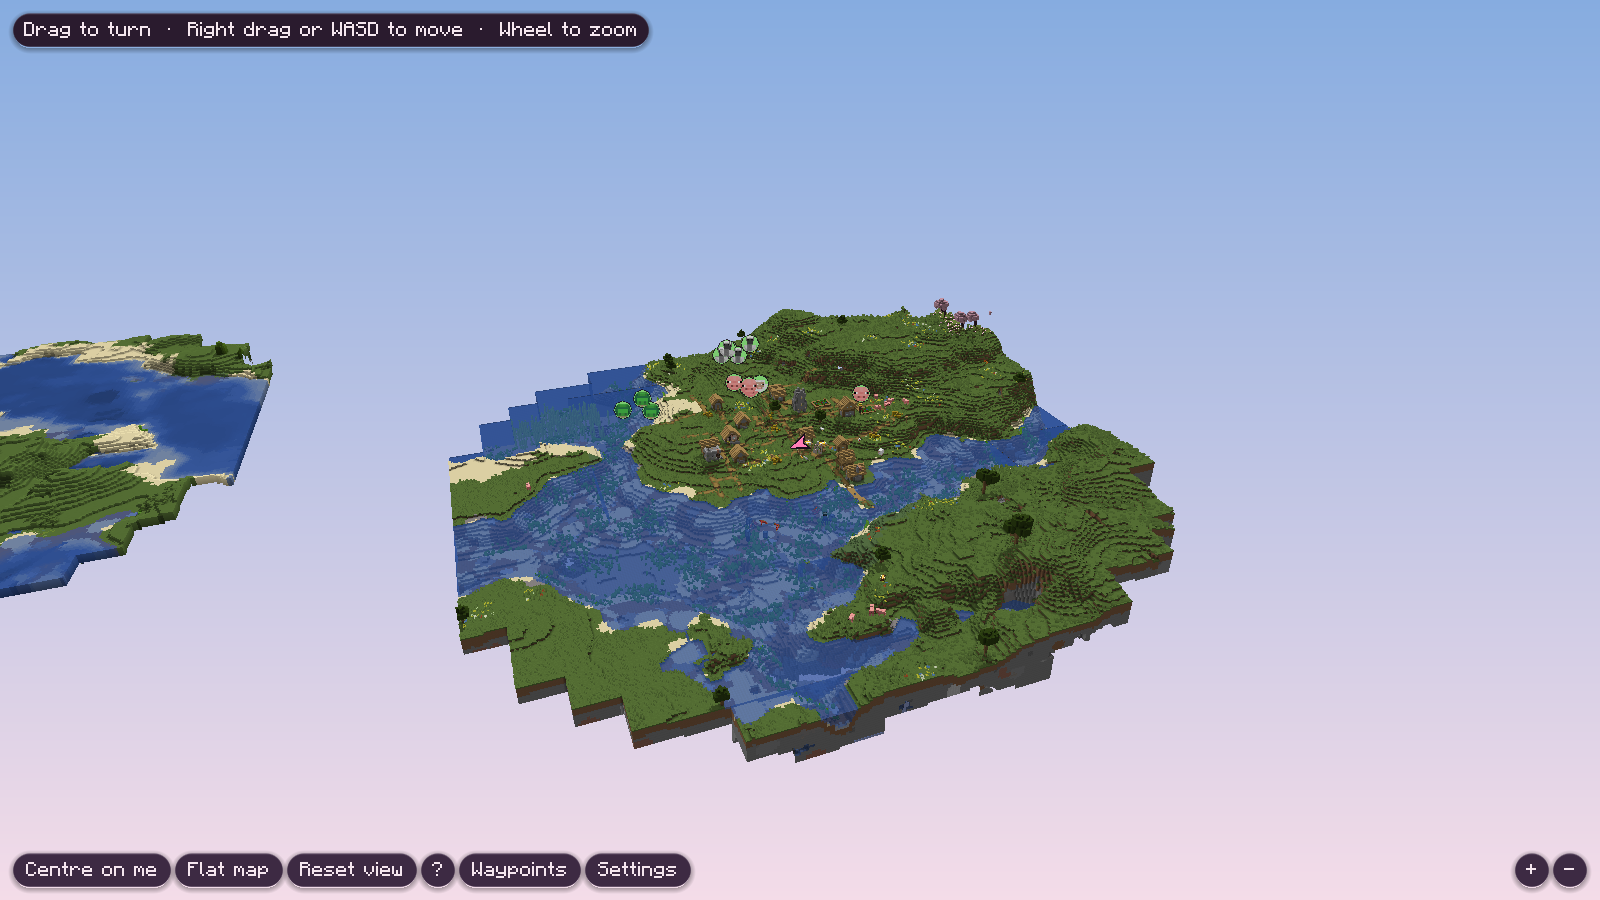 Drag to turn · Right drag or WASD to move · Wheel to zoom
Centre on me
Flat map
Reset view
?
Waypoints
Settings
+
−